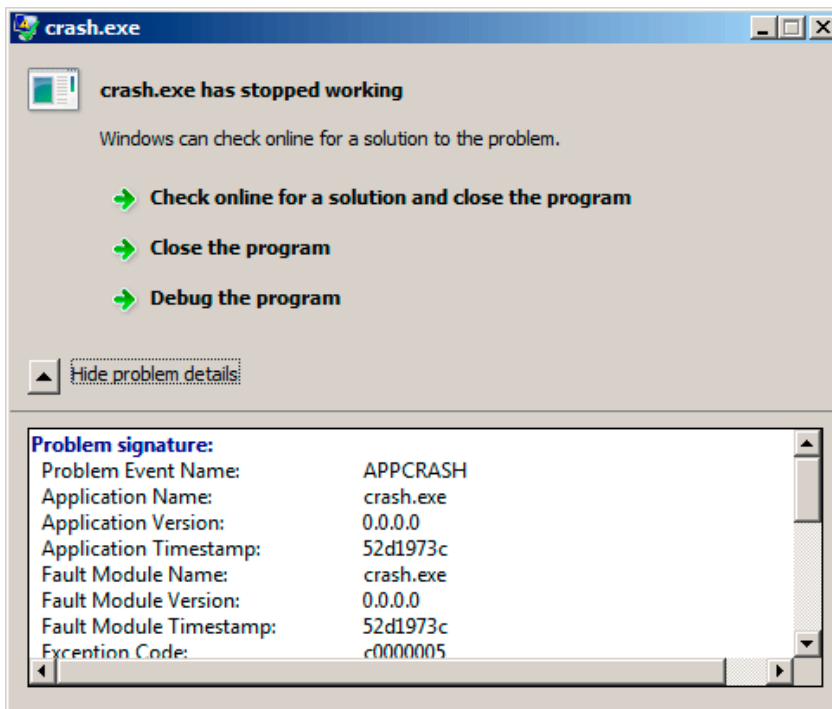 crash.exe
crash.exe has stopped working
Windows can check online for a solution to the problem.
Check online for a solution and close the program
Close the program
Debug the program
Hide problem details
Problem signature:
Problem Event Name: APPCRASH
Application Name: crash.exe
Application Version: 0.0.0.0
Application Timestamp: 52d1973c
Fault Module Name: crash.exe
Fault Module Version: 0.0.0.0
Fault Module Timestamp: 52d1973c
Exception Code: c0000005